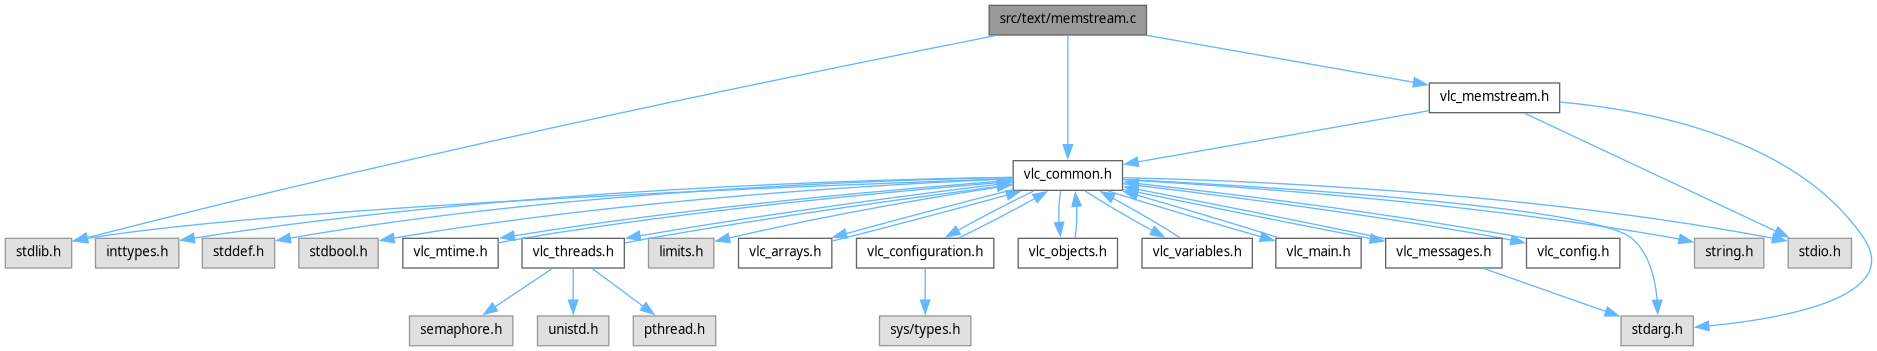 src/text/memstream.c
vlc_memstream.h
vlc_common.h
stdlib.h
inttypes.h
stddef.h
stdbool.h
vlc_mtime.h
vlc_threads.h
limits.h
vlc_arrays.h
vlc_configuration.h
vlc_objects.h
vlc_variables.h
vlc_main.h
vlc_messages.h
vlc_config.h
string.h
stdio.h
semaphore.h
unistd.h
pthread.h
sys/types.h
stdarg.h